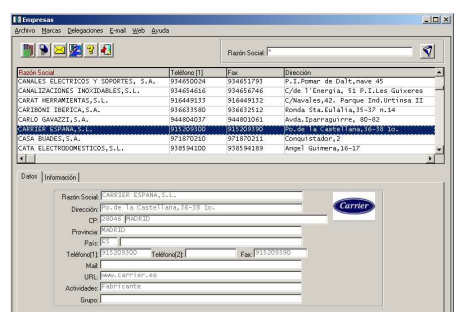 Empresas
Archivo Marcas Delegaciones E-mail Web Ayuda
Razón Social: *
Razón Social Teléfono [1] Fax Dirección
CANALES ELECTRICOS Y SOPORTES, S.A. 934650024 934651793 P.I.Pomar de Dalt,nave 45
CANALIZACIONES INOXIDABLES,S.L. 934654616 934656746 C/de l'Energia, 51 P.I.Les Guixeres
CARAT HERRAMIENTAS,S.L. 916449133 916449132 C/Navales,42. Parque Ind.Urtinsa II
CARIBONI IBERICA,S.A. 936633580 936632512 Ronda Sta.Eulalia,35-37 n.14
CARLO GAVAZZI,S.A. 944804037 944801061 Avda.Iparraguirre, 80-82
CARRIER ESPANA,S.L. 915209300 915209390 Po.de la Castellana,36-38 1o.
CASA BUADES,S.A. 971870210 971870211 Conquistador,2
CATA ELECTRODOMESTICOS,S.L. 938594100 938594189 Angel Guimera,16-17
Datos Información
Razón Social: CARRIER ESPANA,S.L.
Dirección: Po.de la Castellana,36-38 1o.
Carrier
CP: 28046 MADRID
Provincia: MADRID
País: ES
Teléfono[1]: 915209300 Teléfono[2]: Fax: 915209390
Mail:
URL: www.carrier.es
Actividades: Fabricante
Grupo: